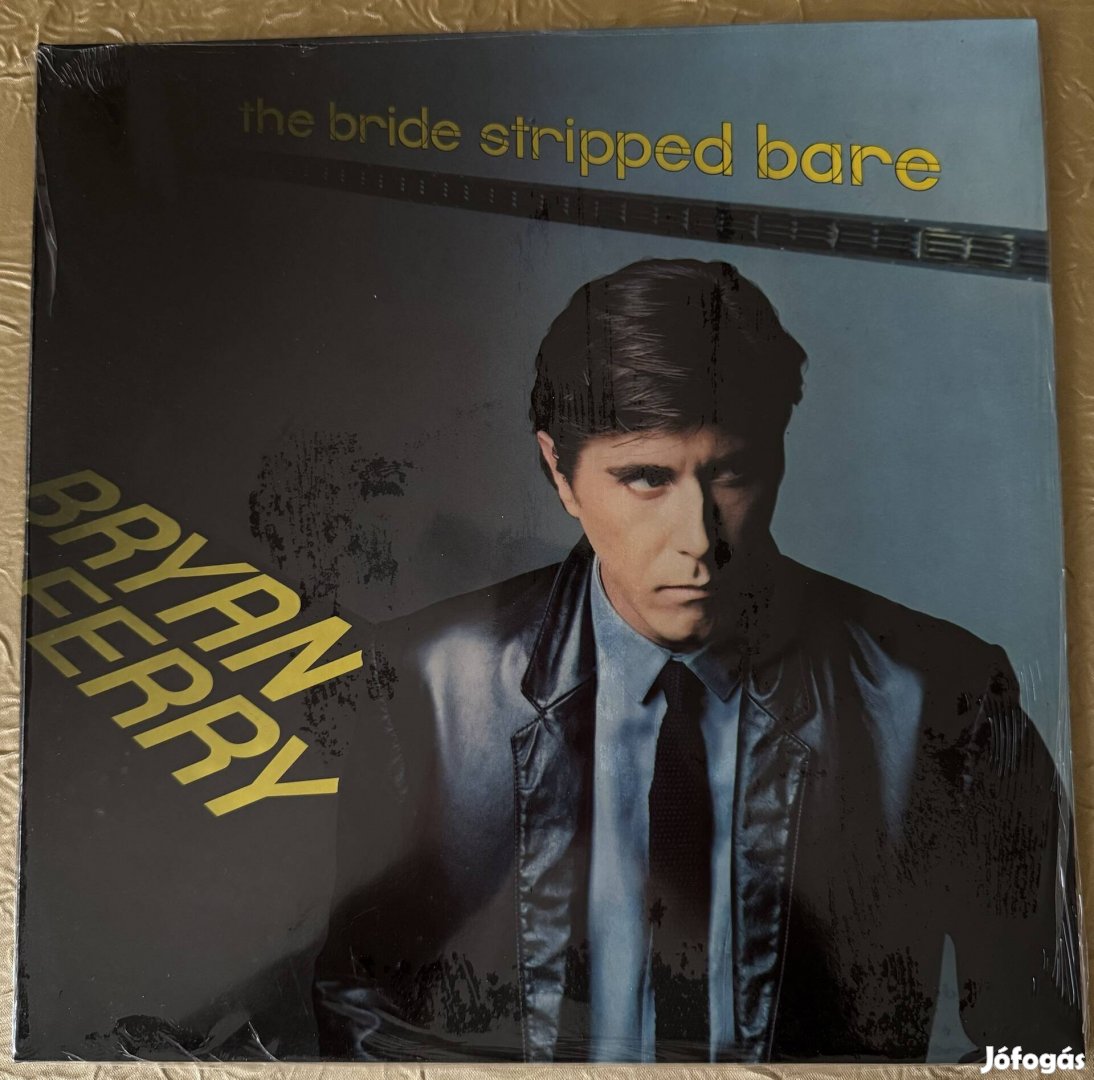 the bride stripped bare
BRYAN
FERRY
Jófogás